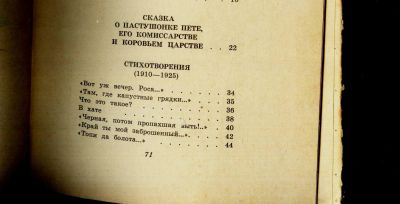 16
СКАЗКА
О ПАСТУШОНКЕ ПЕТЕ,
ЕГО КОМИССАРСТВЕ
И КОРОВЬЕМ ЦАРСТВЕ . . . 22
СТИХОТВОРЕНИЯ
(1910—1925)
«Вот уж вечер. Роса...» . . . . 34
«Там, где капустные грядки...» . . . 35
Что это такое? . . . . . . 36
В хате . . . . . . . . 38
«Черная, потом пропахшая выть!..» . 40
«Край ты мой заброшенный...» . . . 42
«Топи да болота...» . . . . . 44
71